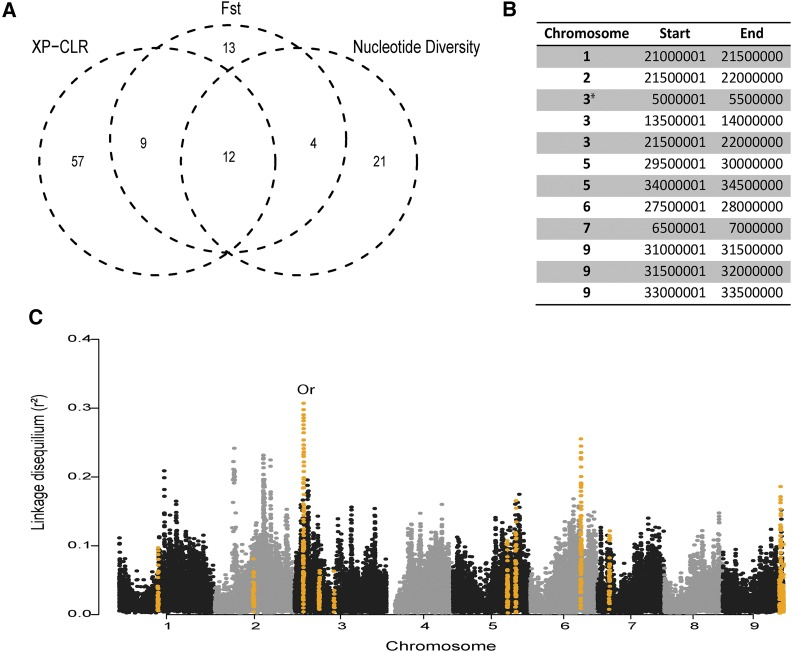 A
Fst
XP−CLR
Nucleotide Diversity
13
9
4
57
12
21
B
Chromosome Start End
1 21000001 21500000
2 21500001 22000000
3* 5000001 5500000
3 13500001 14000000
3 21500001 22000000
5 29500001 30000000
5 34000001 34500000
6 27500001 28000000
7 6500001 7000000
9 31000001 31500000
9 31500001 32000000
9 33000001 33500000
C
0.4
0.3
0.2
0.1
0.0
Linkage disequilium (r²)
Or
1 2 3 4 5 6 7 8 9
Chromosome